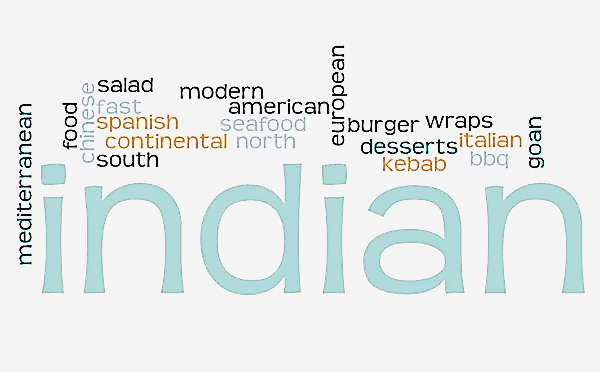 mediterranean
food
chinese
salad
fast
spanish
continental
south
modern
american
seafood
north
european
burger
wraps
desserts
italian
kebab
bbq
goan
indian